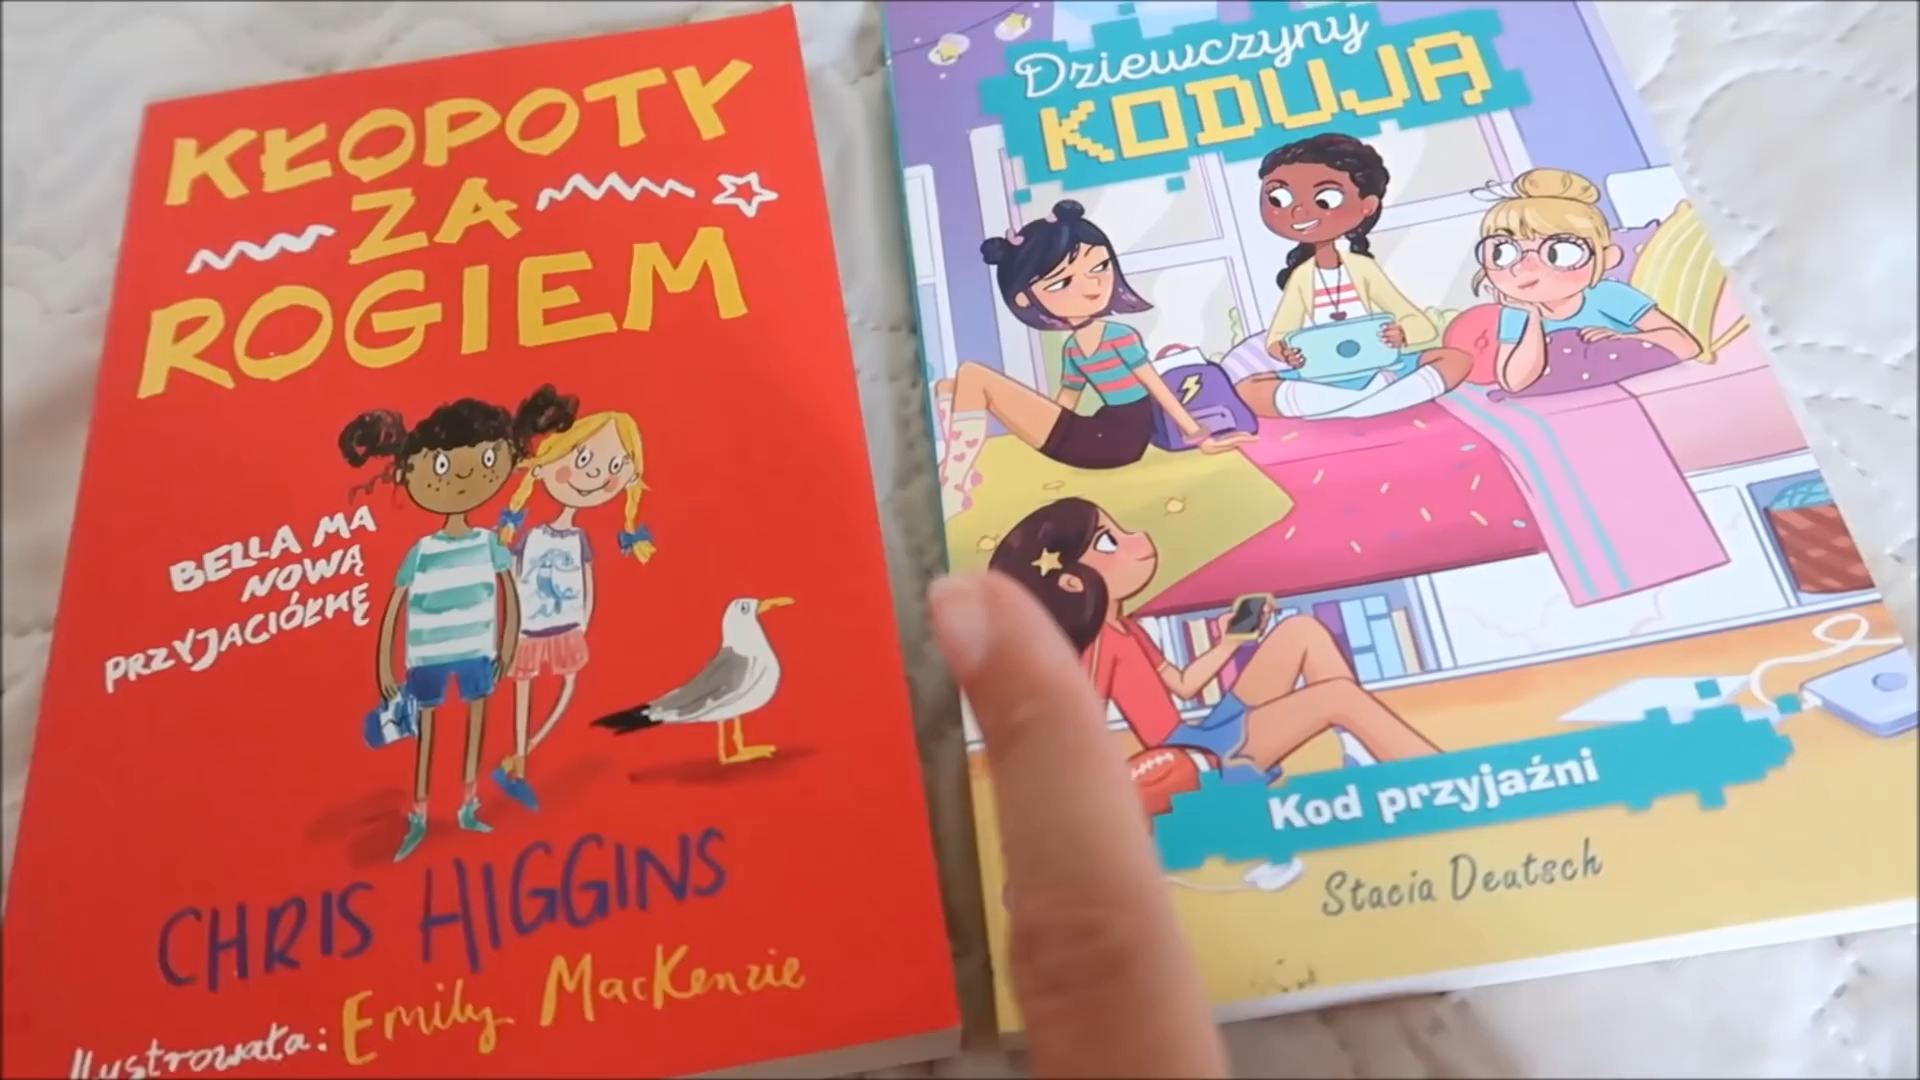 KŁOPOTY
ZA
ROGIEM
BELLA MA
NOWĄ
PRZYJACIÓŁKĘ
CHRIS HIGGINS
Ilustrowała: Emily MacKenzie
Dziewczyny
KODUJĄ
Kod przyjaźni
Stacia Deutsch